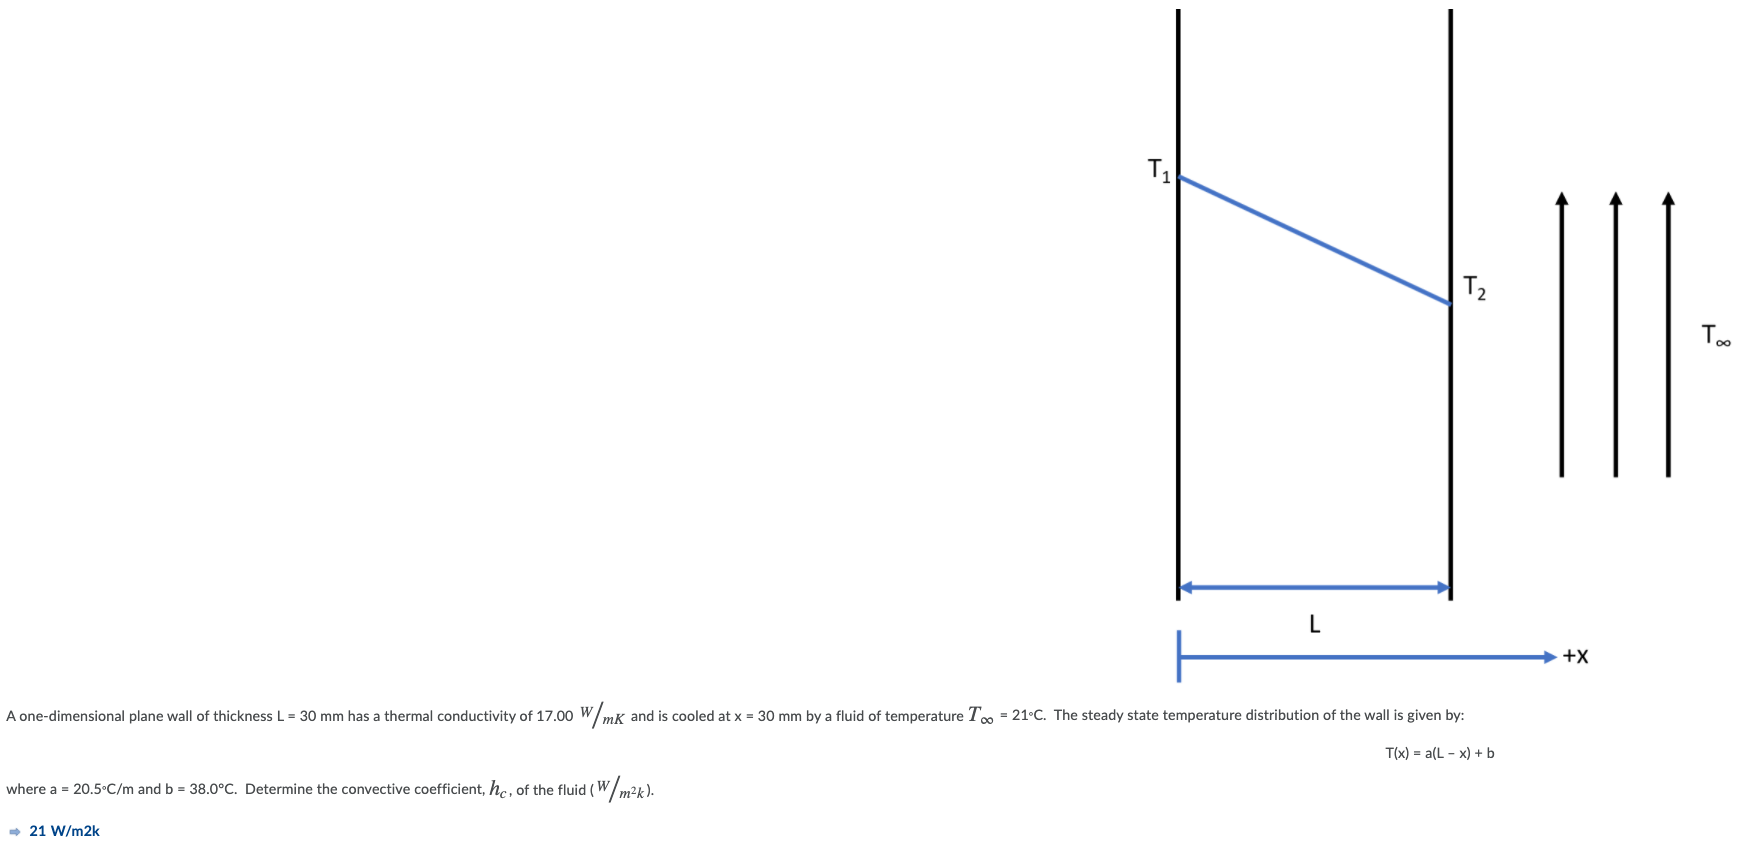 T₁
T₂
T∞
L
+x
A one-dimensional plane wall of thickness L = 30 mm has a thermal conductivity of 17.00 W/mK and is cooled at x = 30 mm by a fluid of temperature T∞ = 21◦C. The steady state temperature distribution of the wall is given by:
T(x) = a(L – x) + b
where a = 20.5◦C/m and b = 38.0°C. Determine the convective coefficient, hc, of the fluid (W/m²k).
21 W/m2k